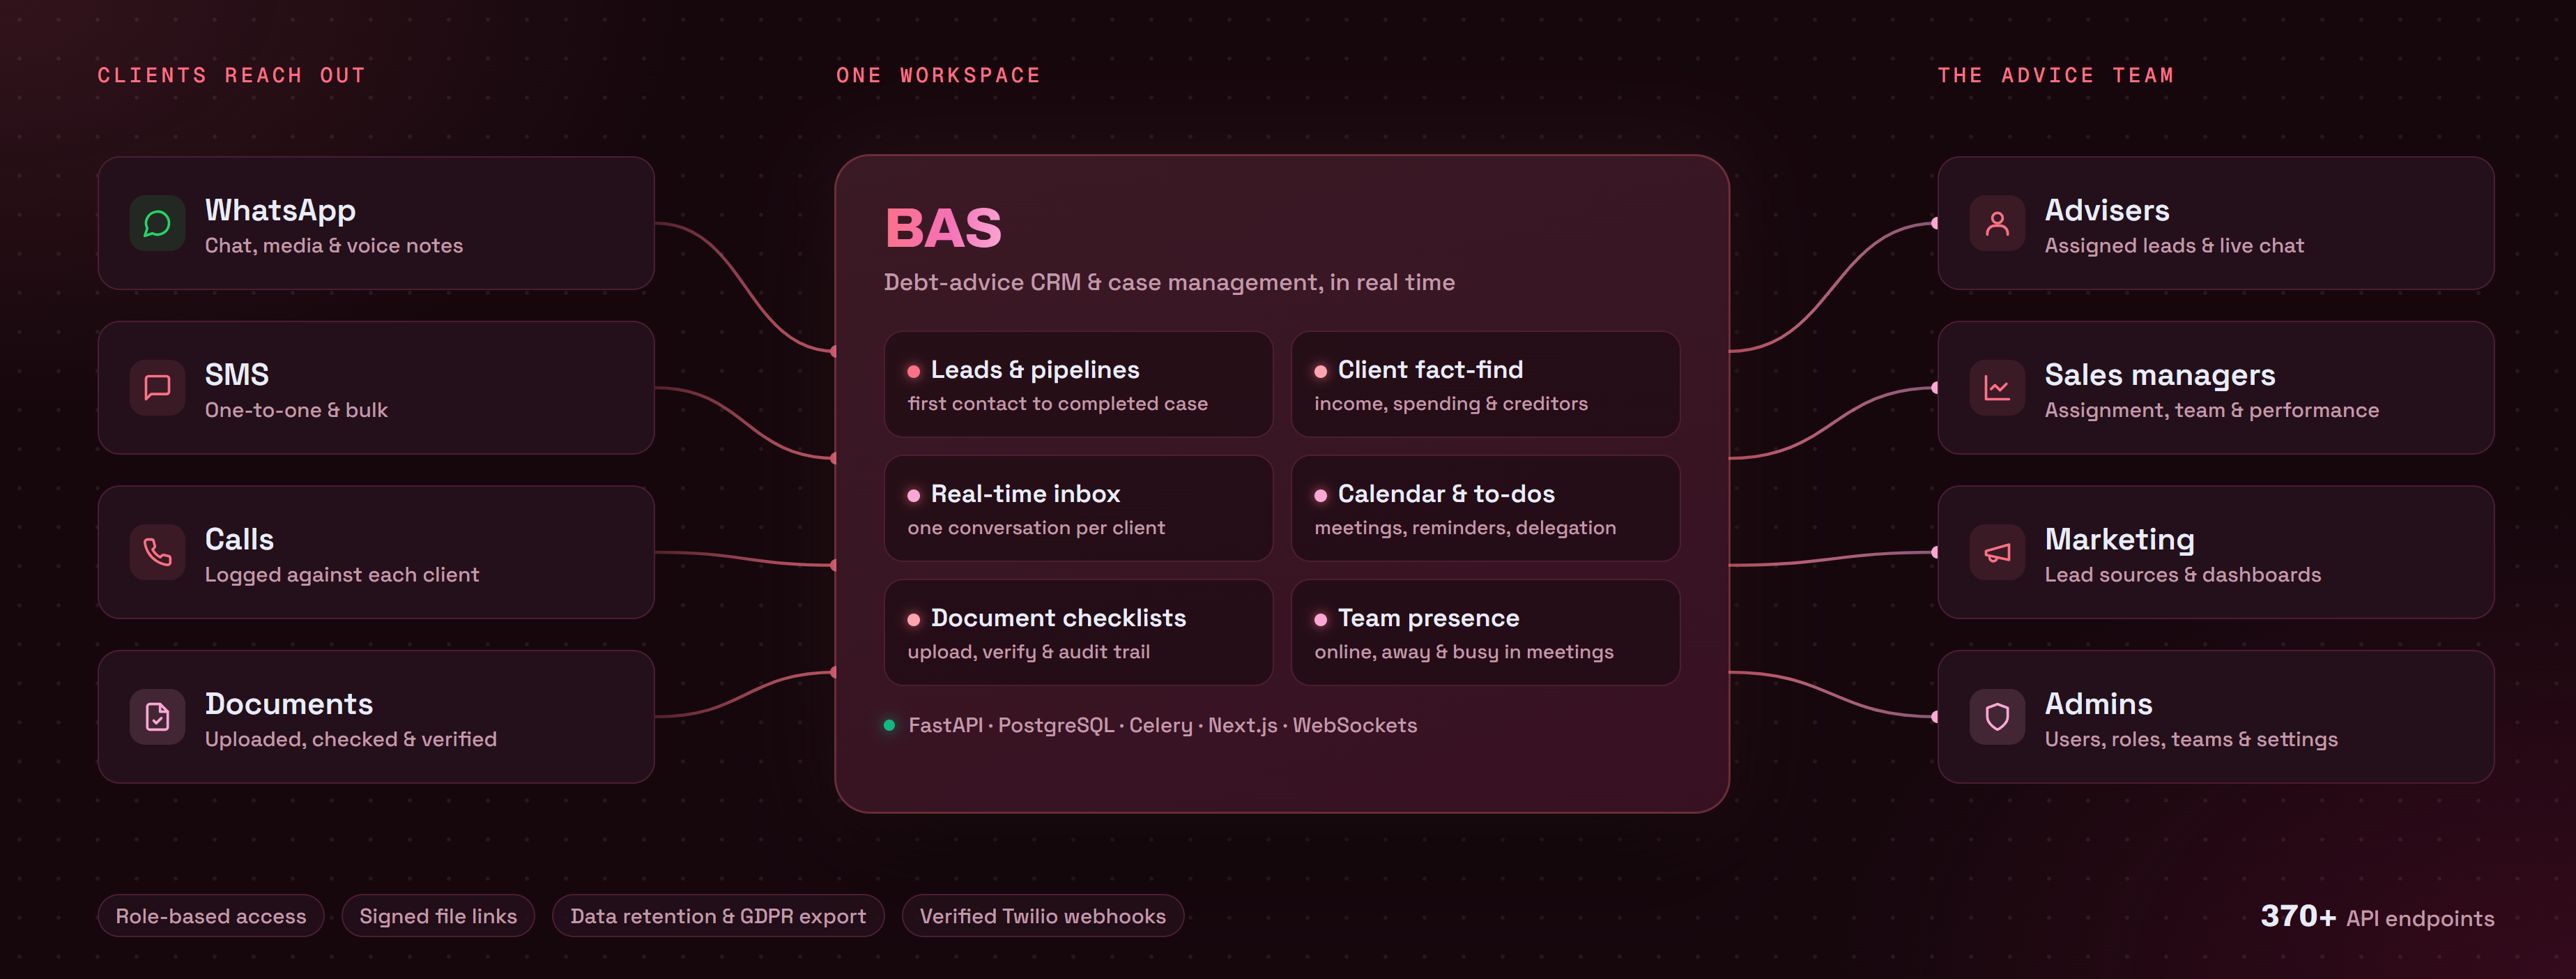 CLIENTS REACH OUT
WhatsApp
Chat, media & voice notes
SMS
One-to-one & bulk
Calls
Logged against each client
Documents
Uploaded, checked & verified
ONE WORKSPACE
BAS
Debt-advice CRM & case management, in real time
Leads & pipelines
first contact to completed case
Client fact-find
income, spending & creditors
Real-time inbox
one conversation per client
Calendar & to-dos
meetings, reminders, delegation
Document checklists
upload, verify & audit trail
Team presence
online, away & busy in meetings
FastAPI · PostgreSQL · Celery · Next.js · WebSockets
THE ADVICE TEAM
Advisers
Assigned leads & live chat
Sales managers
Assignment, team & performance
Marketing
Lead sources & dashboards
Admins
Users, roles, teams & settings
Role-based access
Signed file links
Data retention & GDPR export
Verified Twilio webhooks
370+ API endpoints